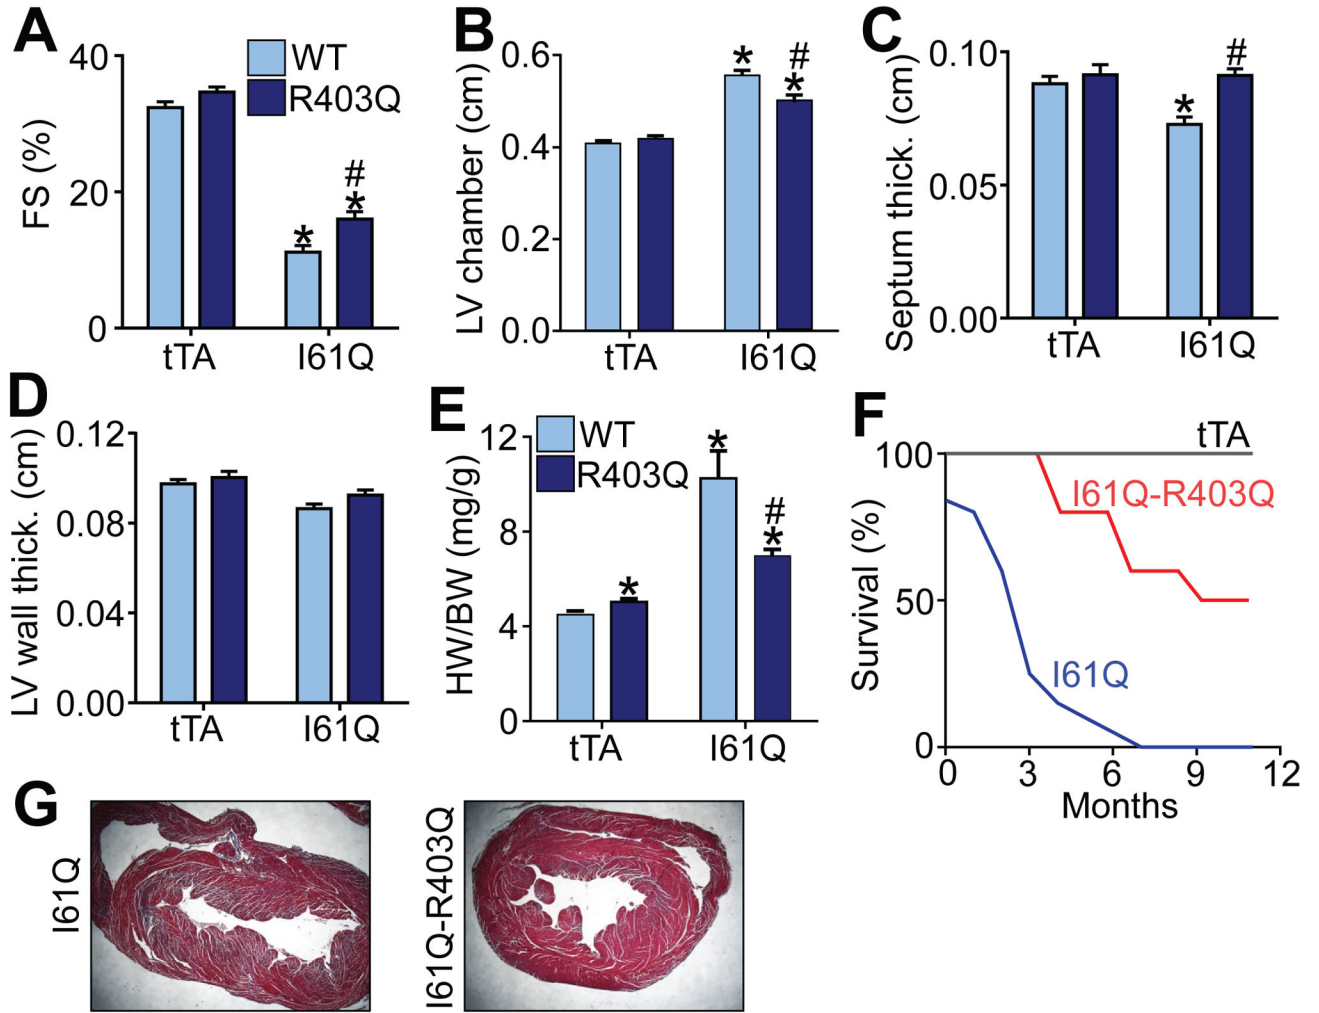 A
FS (%)
40
20
0
WT
R403Q
*
#
*
tTA
I61Q
B
LV chamber (cm)
0.6
0.4
0.2
0.0
*
#
*
tTA
I61Q
C
Septum thick. (cm)
0.10
0.05
0.00
*
#
tTA
I61Q
D
LV wall thick. (cm)
0.12
0.08
0.04
0.00
tTA
I61Q
E
HW/BW (mg/g)
12
8
4
0
WT
R403Q
*
*
#
*
tTA
I61Q
F
Survival (%)
100
50
0
tTA
I61Q-R403Q
I61Q
0 3 6 9 12
Months
G
I61Q
I61Q-R403Q